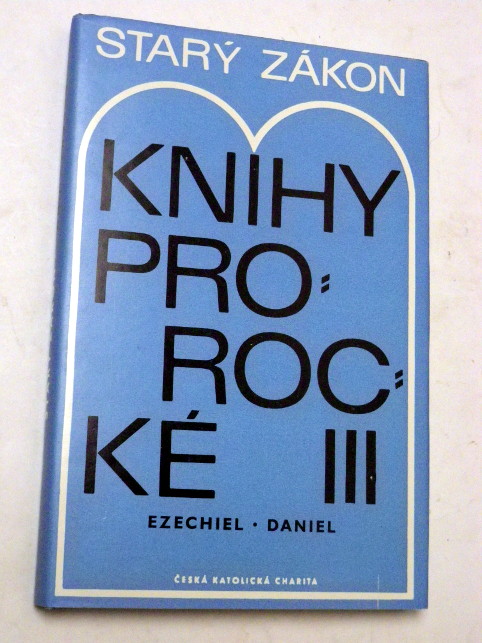 STARÝ ZÁKON
KNIHY
PRO=
ROC=
KÉ III
EZECHIEL · DANIEL
ČESKÁ KATOLICKÁ CHARITA